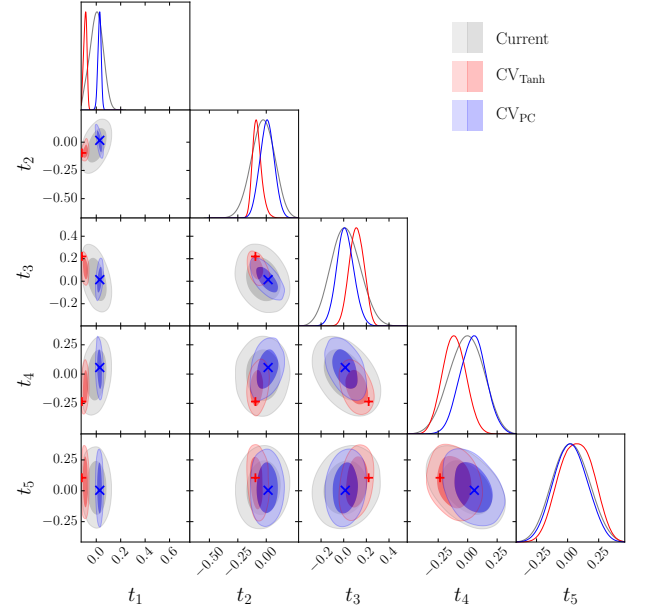 Current
CV_Tanh
CV_PC
t_2
0.00
−0.25
−0.50
t_3
0.4
0.2
0.0
−0.2
t_4
0.25
0.00
−0.25
t_5
0.25
0.00
−0.25
0.0 0.2 0.4 0.6
−0.50 −0.25 0.00
−0.2 0.0 0.2 0.4
−0.25 0.00 0.25
−0.25 0.00 0.25
t_1 t_2 t_3 t_4 t_5